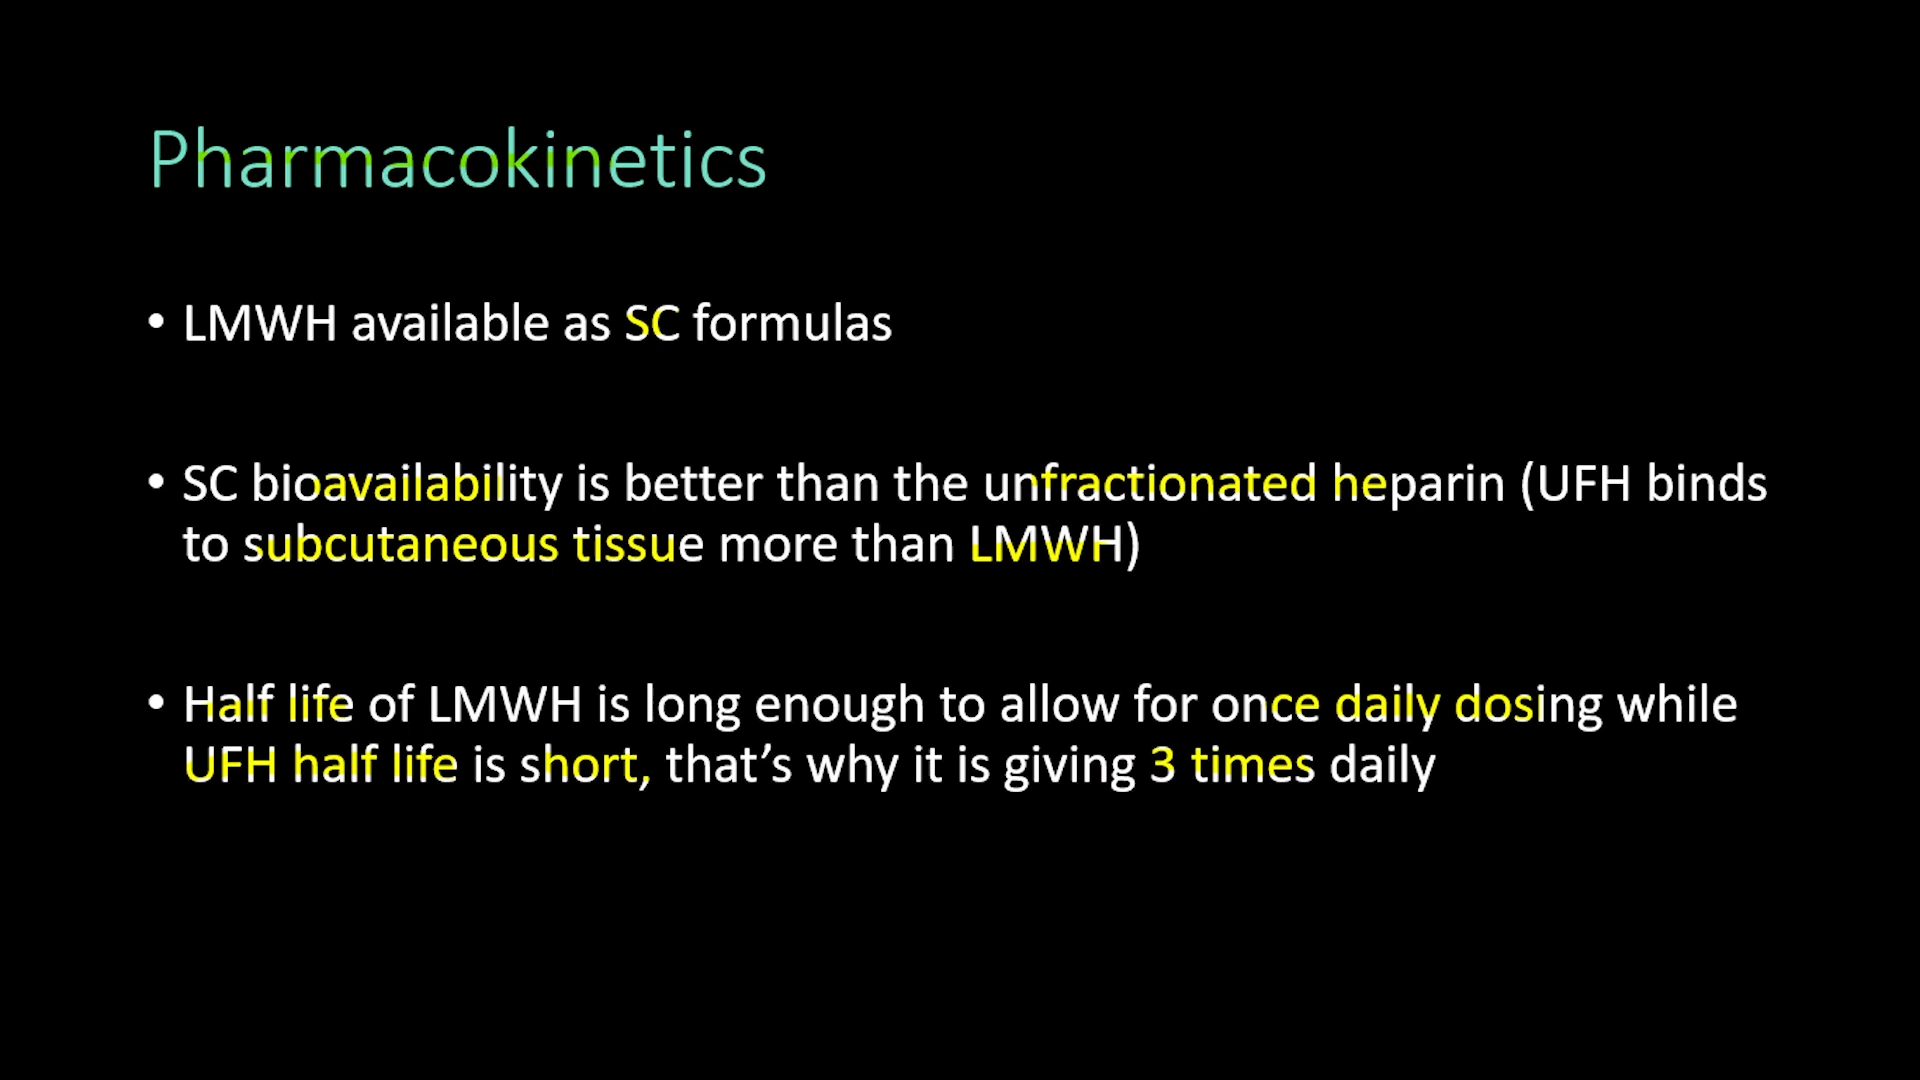 Pharmacokinetics
• LMWH available as SC formulas
• SC bioavailability is better than the unfractionated heparin (UFH binds
to subcutaneous tissue more than LMWH)
• Half life of LMWH is long enough to allow for once daily dosing while
UFH half life is short, that’s why it is giving 3 times daily